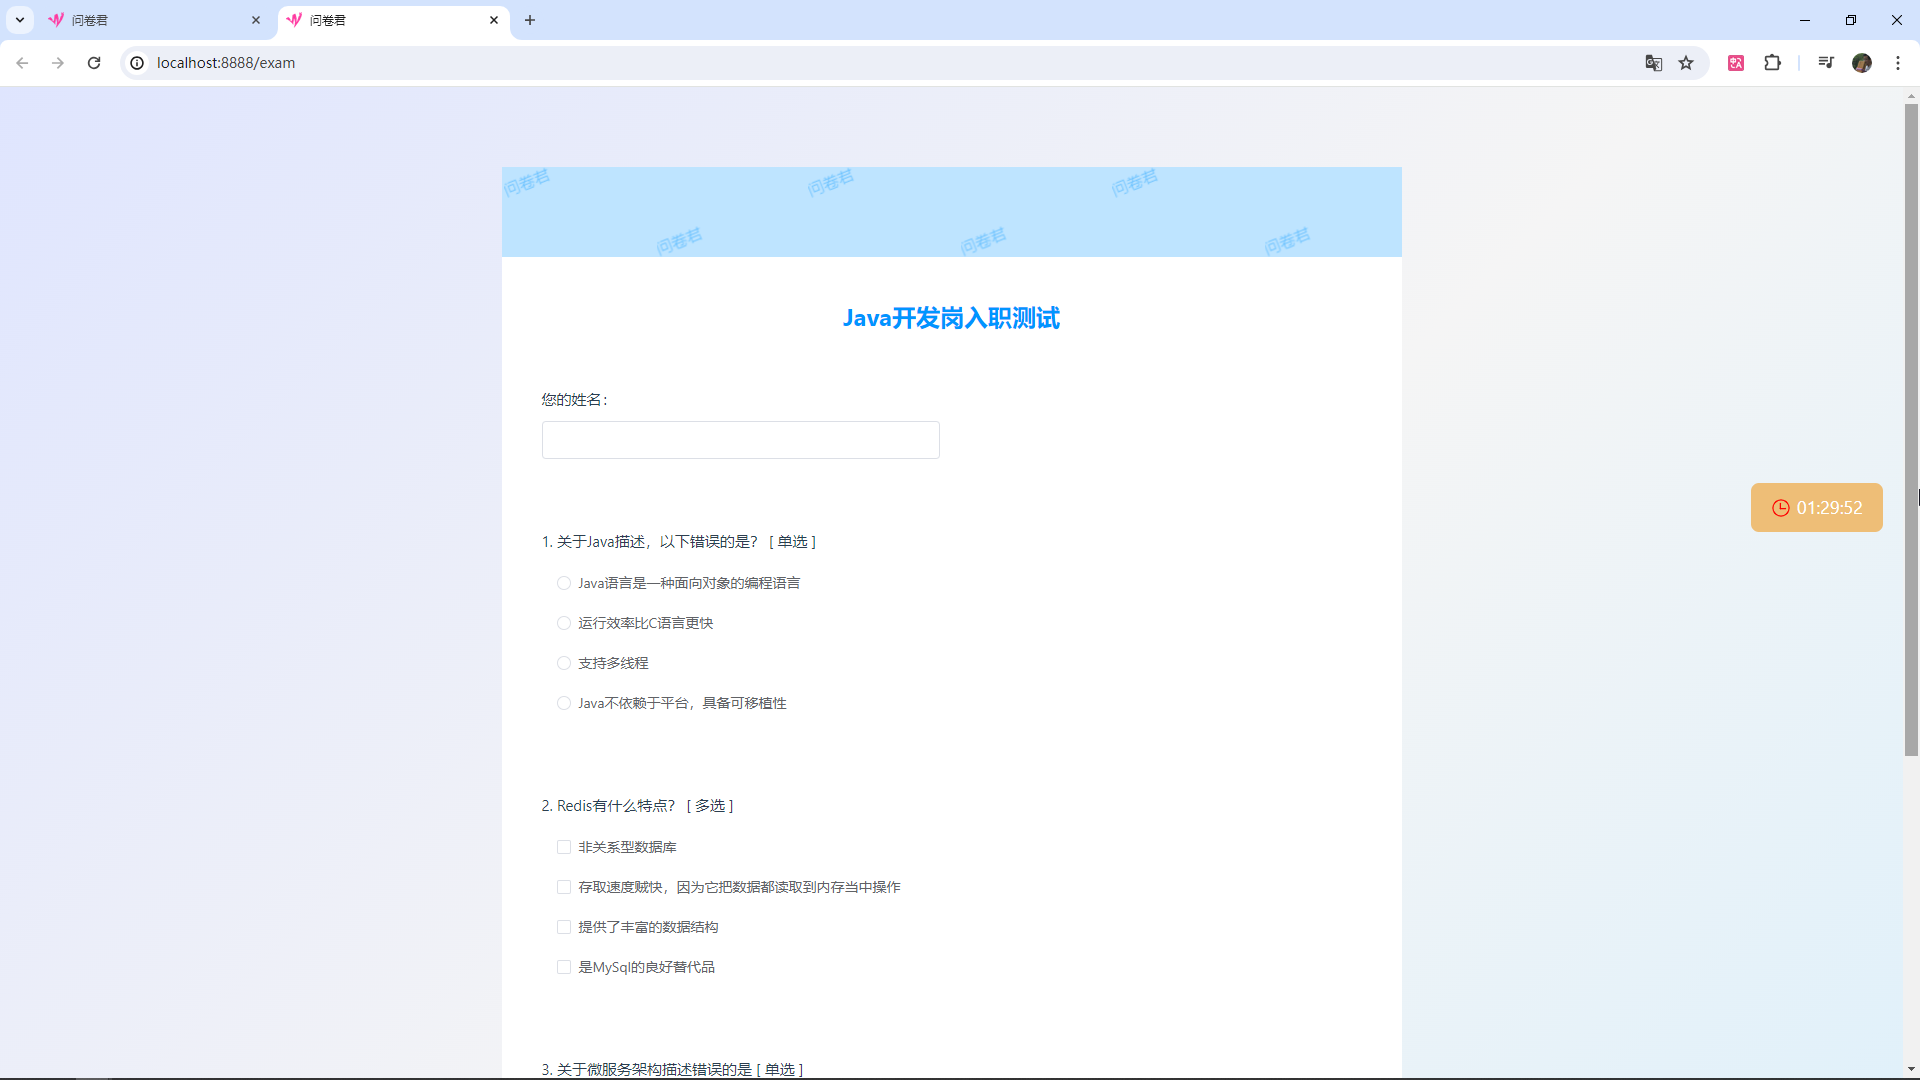 问卷君
问卷君
localhost:8888/exam
问卷君 问卷君 问卷君
问卷君 问卷君 问卷君
Java开发岗入职测试
您的姓名：
01:29:52
1. 关于Java描述，以下错误的是？ [ 单选 ]
Java语言是一种面向对象的编程语言
运行效率比C语言更快
支持多线程
Java不依赖于平台，具备可移植性
2. Redis有什么特点？ [ 多选 ]
非关系型数据库
存取速度贼快，因为它把数据都读取到内存当中操作
提供了丰富的数据结构
是MySql的良好替代品
3. 关于微服务架构描述错误的是 [ 单选 ]